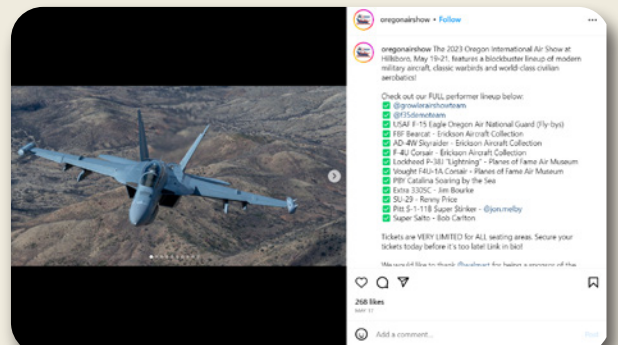 oregonairshow • Follow
oregonairshow The 2023 Oregon International Air Show at
Hillsboro, May 19-21, features a blockbuster lineup of modern
military aircraft, classic warbirds and world-class civilian
aerobatics!
Check out our FULL performer lineup below:
✅ @growlerairshowteam
✅ @f35demoteam
✅ USAF F-15 Eagle Oregon Air National Guard (Fly-bys)
✅ F8F Bearcat - Erickson Aircraft Collection
✅ AD-4W Skyraider - Erickson Aircraft Collection
✅ F-4U Corsair - Erickson Aircraft Collection
✅ Lockheed P-38J "Lightning" - Planes of Fame Air Museum
✅ Vought F4U-1A Corsair - Planes of Fame Air Museum
✅ PBY Catalina Soaring by the Sea
✅ Extra 330SC - Jim Bourke
✅ SU-29 - Renny Price
✅ Pitt S-1-11B Super Stinker - @jon.melby
✅ Super Salto - Bob Carlton
Tickets are VERY LIMITED for ALL seating areas. Secure your
tickets today before it's too late! Link in bio!
We would like to thank @walmart for being a sponsor of the
268 likes
MAY 17
Add a comment...
Post